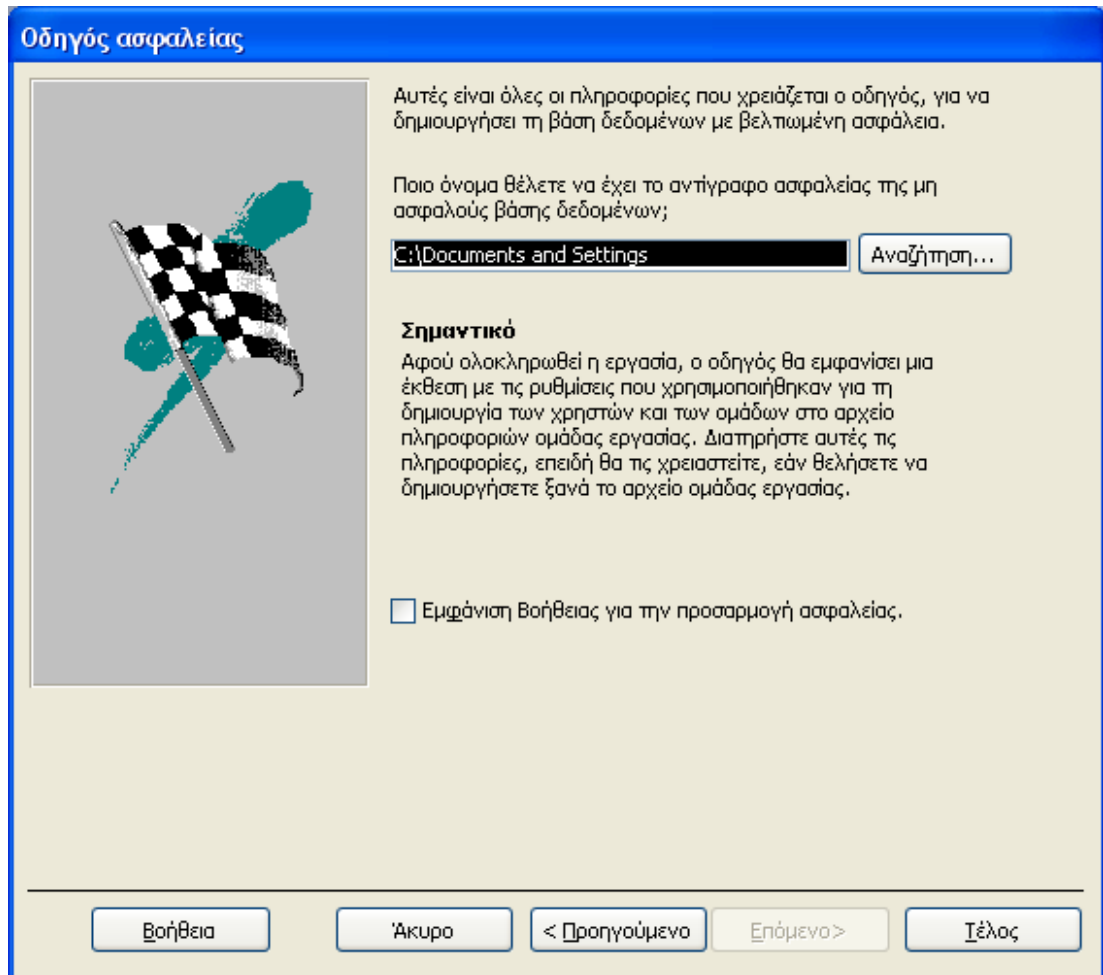 Οδηγός ασφαλείας
Αυτές είναι όλες οι πληροφορίες που χρειάζεται ο οδηγός, για να
δημιουργήσει τη βάση δεδομένων με βελτιωμένη ασφάλεια.
Ποιο όνομα θέλετε να έχει το αντίγραφο ασφαλείας της μη
ασφαλούς βάσης δεδομένων;
C:\Documents and Settings
Αναζήτηση...
Σημαντικό
Αφού ολοκληρωθεί η εργασία, ο οδηγός θα εμφανίσει μια
έκθεση με τις ρυθμίσεις που χρησιμοποιήθηκαν για τη
δημιουργία των χρηστών και των ομάδων στο αρχείο
πληροφοριών ομάδας εργασίας. Διατηρήστε αυτές τις
πληροφορίες, επειδή θα τις χρειαστείτε, εάν θελήσετε να
δημιουργήσετε ξανά το αρχείο ομάδας εργασίας.
Εμφάνιση Βοήθειας για την προσαρμογή ασφαλείας.
Βοήθεια Άκυρο < Προηγούμενο Επόμενο> Τέλος